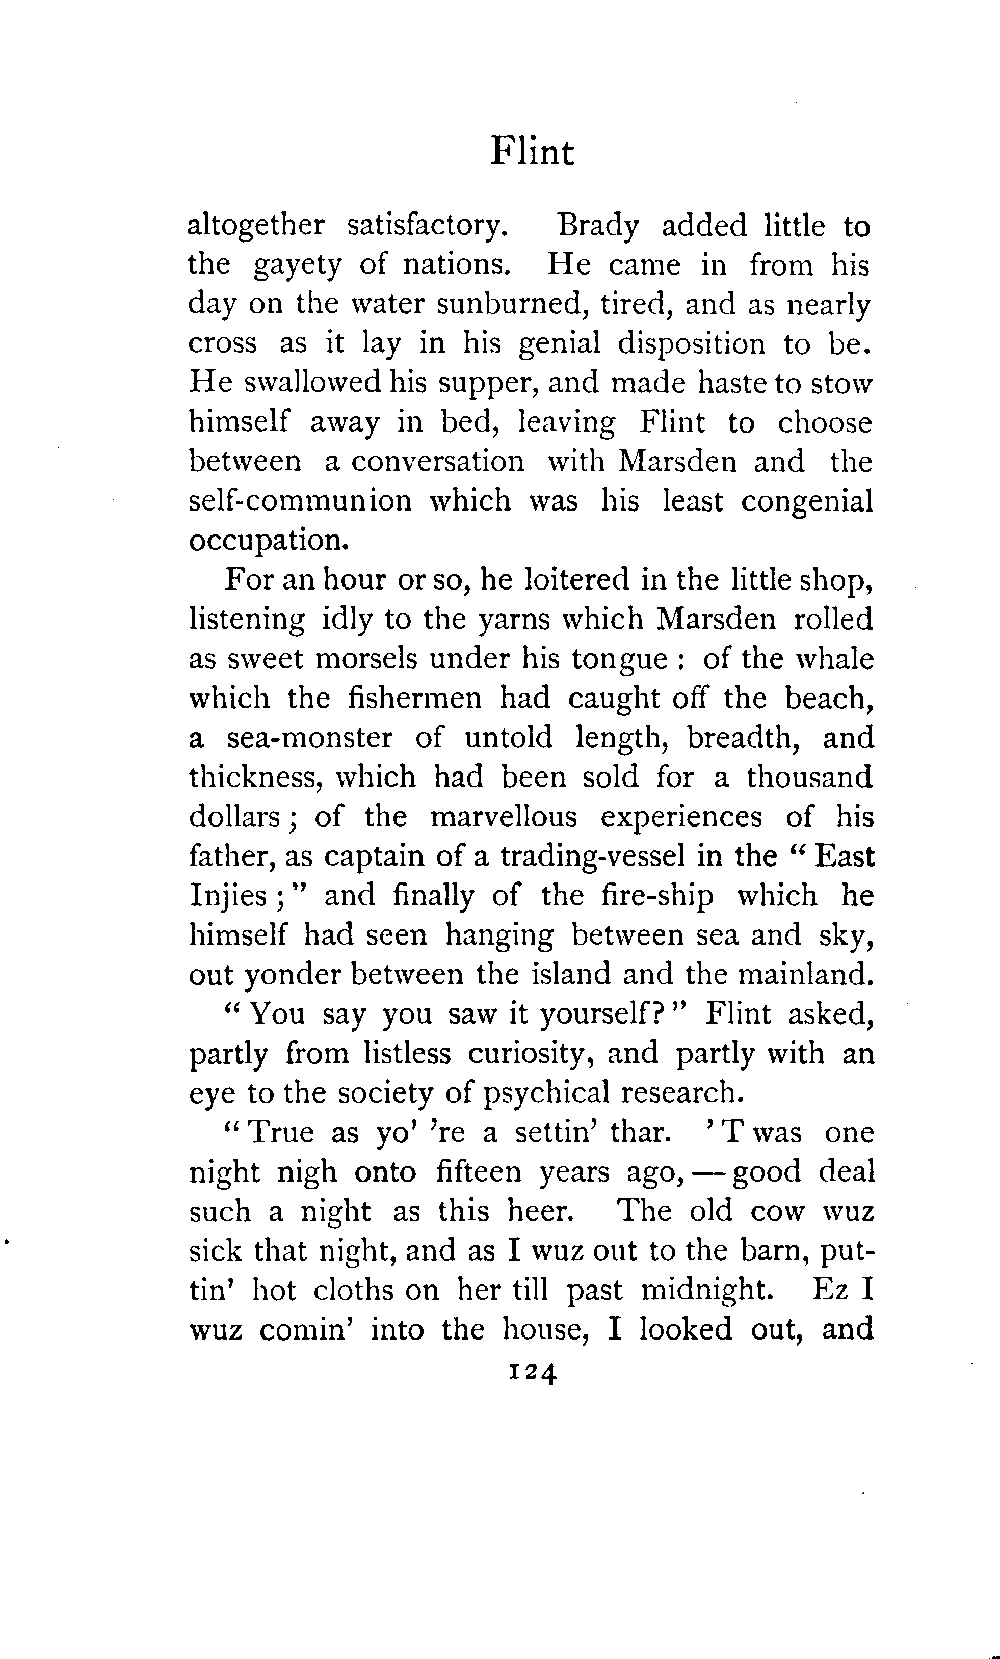 Flint
altogether satisfactory. Brady added little to
the gayety of nations. He came in from his
day on the water sunburned, tired, and as nearly
cross as it lay in his genial disposition to be.
He swallowed his supper, and made haste to stow
himself away in bed, leaving Flint to choose
between a conversation with Marsden and the
self-communion which was his least congenial
occupation.
For an hour or so, he loitered in the little shop,
listening idly to the yarns which Marsden rolled
as sweet morsels under his tongue : of the whale
which the fishermen had caught off the beach,
a sea-monster of untold length, breadth, and
thickness, which had been sold for a thousand
dollars ; of the marvellous experiences of his
father, as captain of a trading-vessel in the " East
Injies ; " and finally of the fire-ship which he
himself had seen hanging between sea and sky,
out yonder between the island and the mainland.
" You say you saw it yourself? " Flint asked,
partly from listless curiosity, and partly with an
eye to the society of psychical research.
" True as yo' 're a settin' thar. 'T was one
night nigh onto fifteen years ago, — good deal
such a night as this heer. The old cow wuz
sick that night, and as I wuz out to the barn, put-
tin' hot cloths on her till past midnight. Ez I
wuz comin' into the house, I looked out, and
124